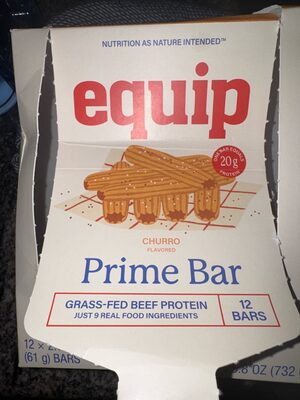 NUTRITION AS NATURE INTENDED™
equip
ONE BAR EQUALS
20g
PROTEIN
CHURRO
FLAVORED
Prime Bar
GRASS-FED BEEF PROTEIN
JUST 9 REAL FOOD INGREDIENTS
12
BARS
12 ×
(61 g) BARS
OZ (732